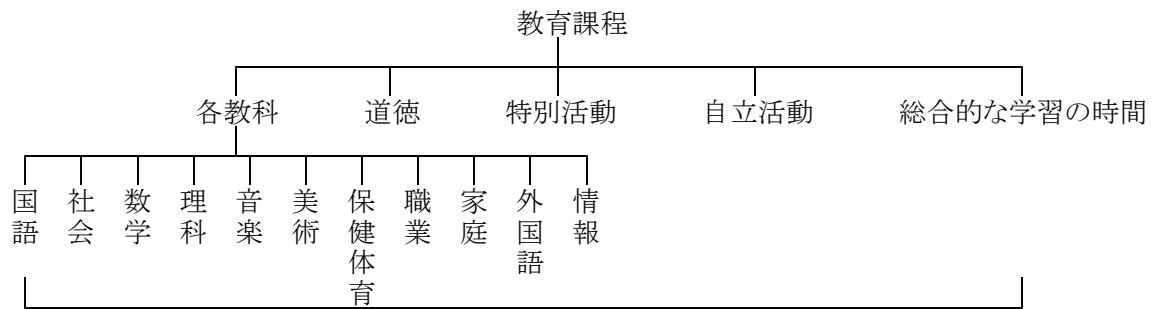 教育課程
各教科 道徳 特別活動 自立活動 総合的な学習の時間
国語
社会
数学
理科
音楽
美術
保健体育
職業
家庭
外国語
情報